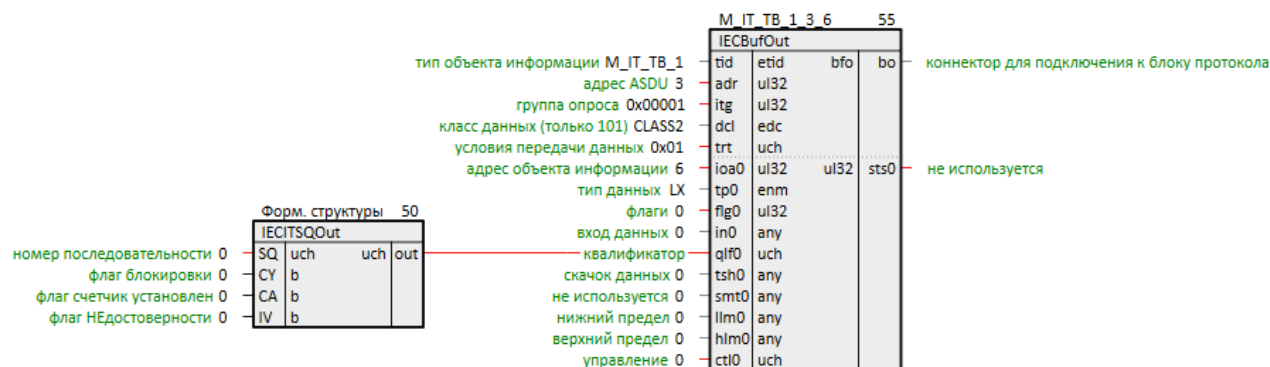 M_IT_TB_1_3_6 55
IECBufOut
тип объекта информации M_IT_TB_1 tid etid bfo bo коннектор для подключения к блоку протокола
адрес ASDU 3 adr ul32
группа опроса 0x00001 itg ul32
класс данных (только 101) CLASS2 dcl edc
условия передачи данных 0x01 trt uch
адрес объекта информации 6 ioa0 ul32 ul32 sts0 не используется
тип данных LX tp0 enm
флаги 0 flg0 ul32
Форм. структуры 50
IECITSQOut
вход данных 0 in0 any
номер последовательности 0 SQ uch uch out квалификатор qlf0 uch
флаг блокировки 0 CY b
скачок данных 0 tsh0 any
флаг счетчик установлен 0 CA b
не используется 0 smt0 any
флаг НЕдостоверности 0 IV b
нижний предел 0 llm0 any
верхний предел 0 hlm0 any
управление 0 ctl0 uch